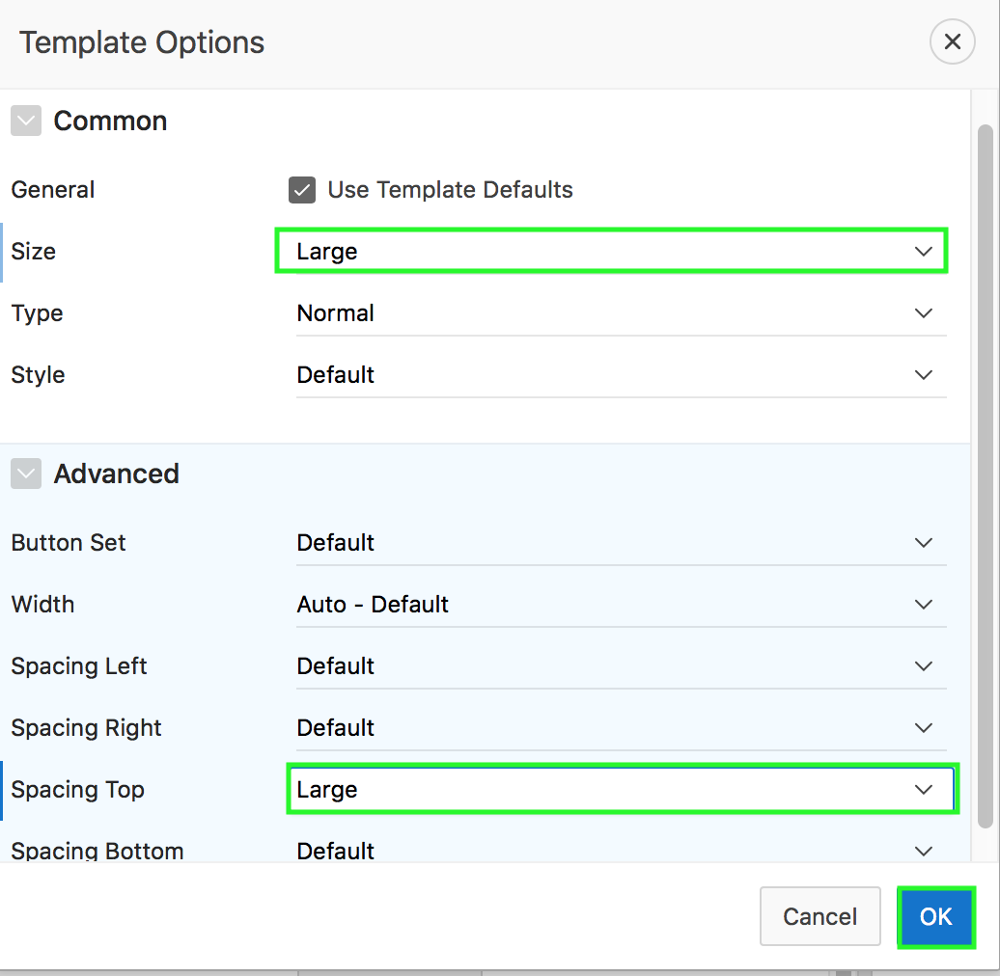 Template Options
Common
General Use Template Defaults
Size Large
Type Normal
Style Default
Advanced
Button Set Default
Width Auto - Default
Spacing Left Default
Spacing Right Default
Spacing Top Large
Spacing Bottom Default
Cancel OK